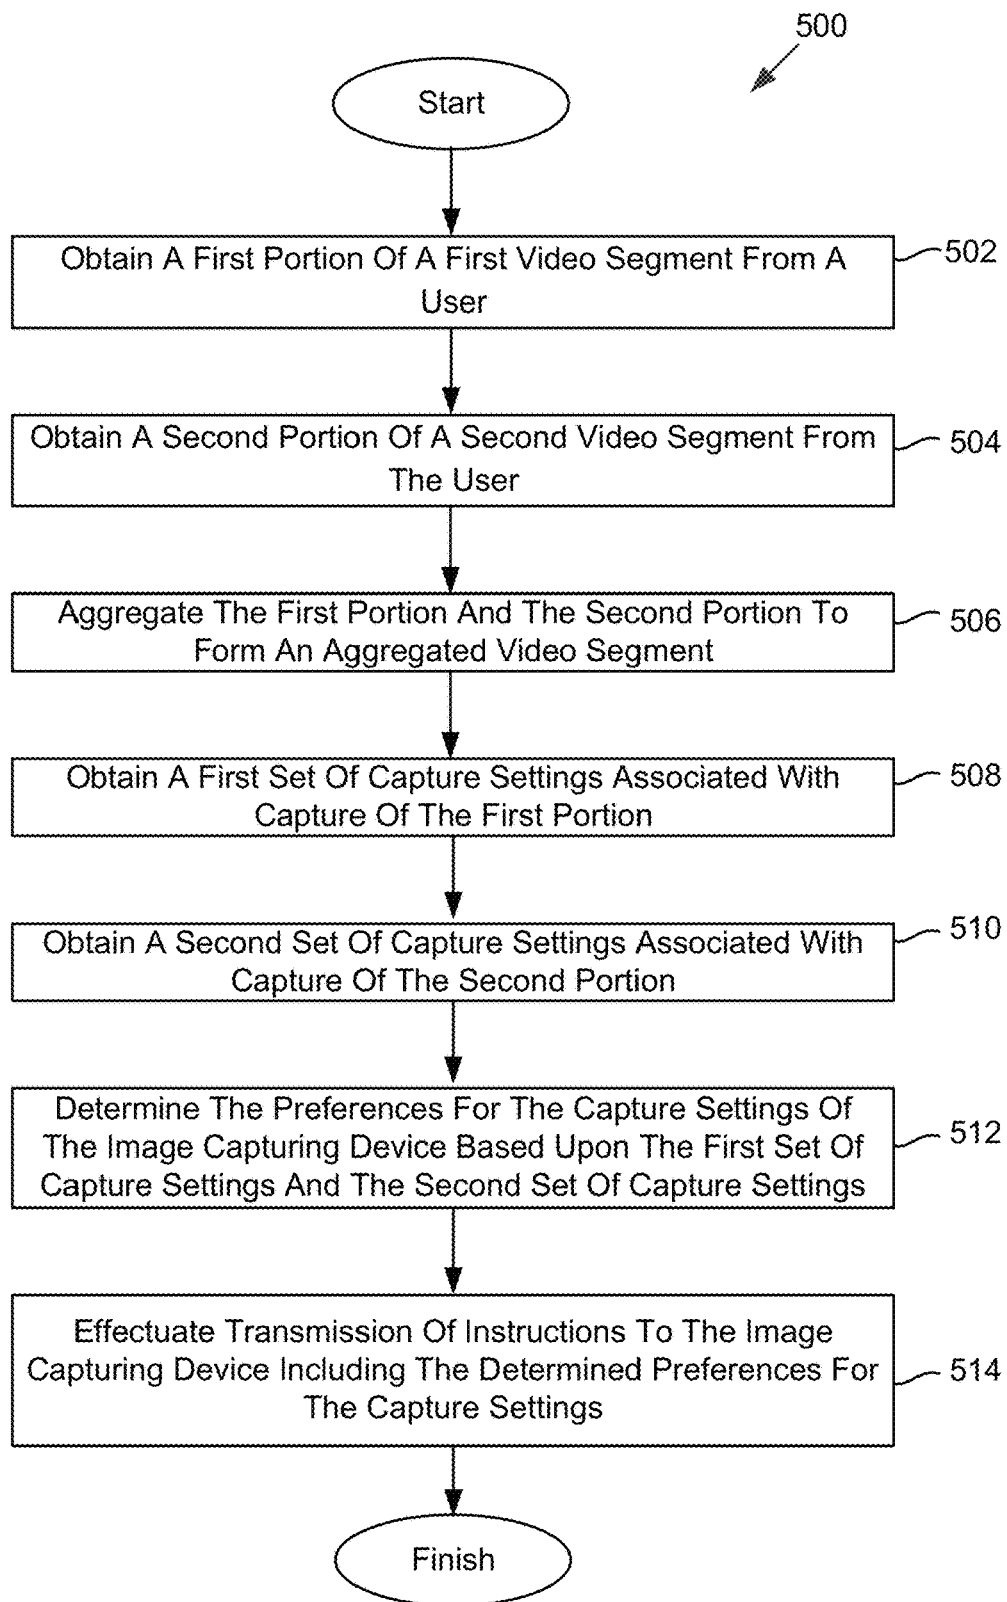 500
Start
Obtain A First Portion Of A First Video Segment From A
User
502
Obtain A Second Portion Of A Second Video Segment From
The User
504
Aggregate The First Portion And The Second Portion To
Form An Aggregated Video Segment
506
Obtain A First Set Of Capture Settings Associated With
Capture Of The First Portion
508
Obtain A Second Set Of Capture Settings Associated With
Capture Of The Second Portion
510
Determine The Preferences For The Capture Settings Of
The Image Capturing Device Based Upon The First Set Of
Capture Settings And The Second Set Of Capture Settings
512
Effectuate Transmission Of Instructions To The Image
Capturing Device Including The Determined Preferences For
The Capture Settings
514
Finish